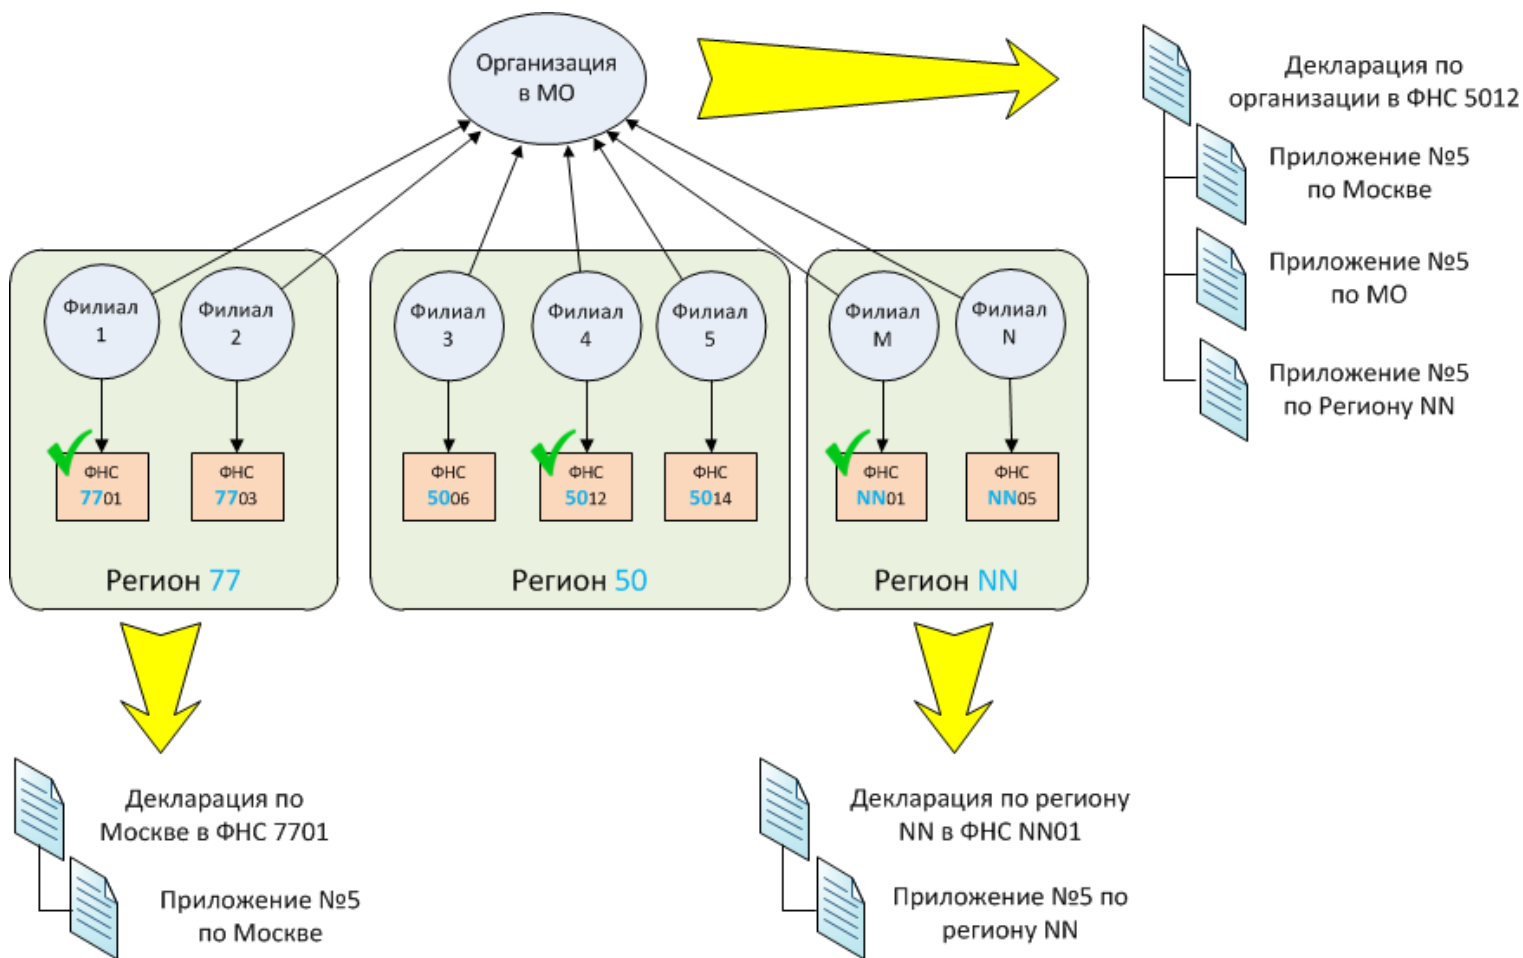 Организация
в МО
Декларация по
организации в ФНС 5012
Приложение №5
по Москве
Приложение №5
по МО
Приложение №5
по Региону NN
Филиал
1
Филиал
2
Филиал
3
Филиал
4
Филиал
5
Филиал
M
Филиал
N
ФНС
7701
ФНС
7703
ФНС
5006
ФНС
5012
ФНС
5014
ФНС
NN01
ФНС
NN05
Регион 77
Регион 50
Регион NN
Декларация по
Москве в ФНС 7701
Приложение №5
по Москве
Декларация по региону
NN в ФНС NN01
Приложение №5 по
региону NN